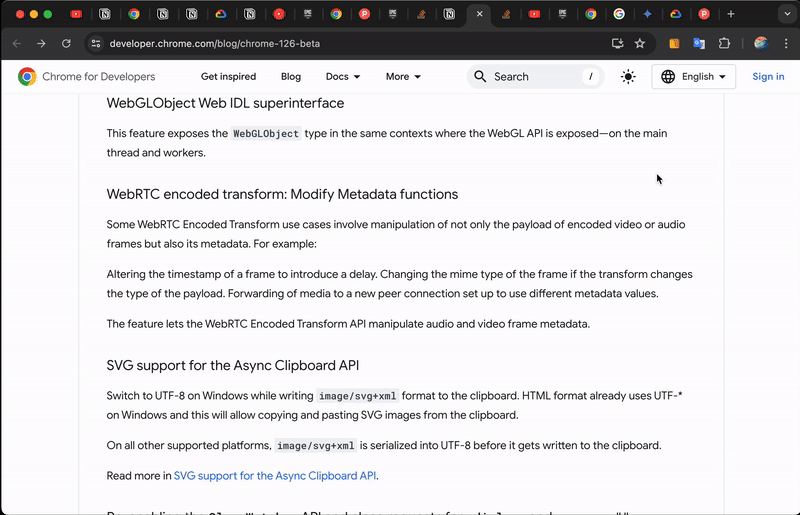 developer.chrome.com/blog/chrome-126-beta
Chrome for Developers
Get inspired
Blog
Docs
More
Search
/
English
Sign in
WebGLObject Web IDL superinterface
This feature exposes the WebGLObject type in the same contexts where the WebGL API is exposed—on the main
thread and workers.
WebRTC encoded transform: Modify Metadata functions
Some WebRTC Encoded Transform use cases involve manipulation of not only the payload of encoded video or audio
frames but also its metadata. For example:
Altering the timestamp of a frame to introduce a delay. Changing the mime type of the frame if the transform changes
the type of the payload. Forwarding of media to a new peer connection set up to use different metadata values.
The feature lets the WebRTC Encoded Transform API manipulate audio and video frame metadata.
SVG support for the Async Clipboard API
Switch to UTF-8 on Windows while writing image/svg+xml format to the clipboard. HTML format already uses UTF-*
on Windows and this will allow copying and pasting SVG images from the clipboard.
On all other supported platforms, image/svg+xml is serialized into UTF-8 before it gets written to the clipboard.
Read more in SVG support for the Async Clipboard API.